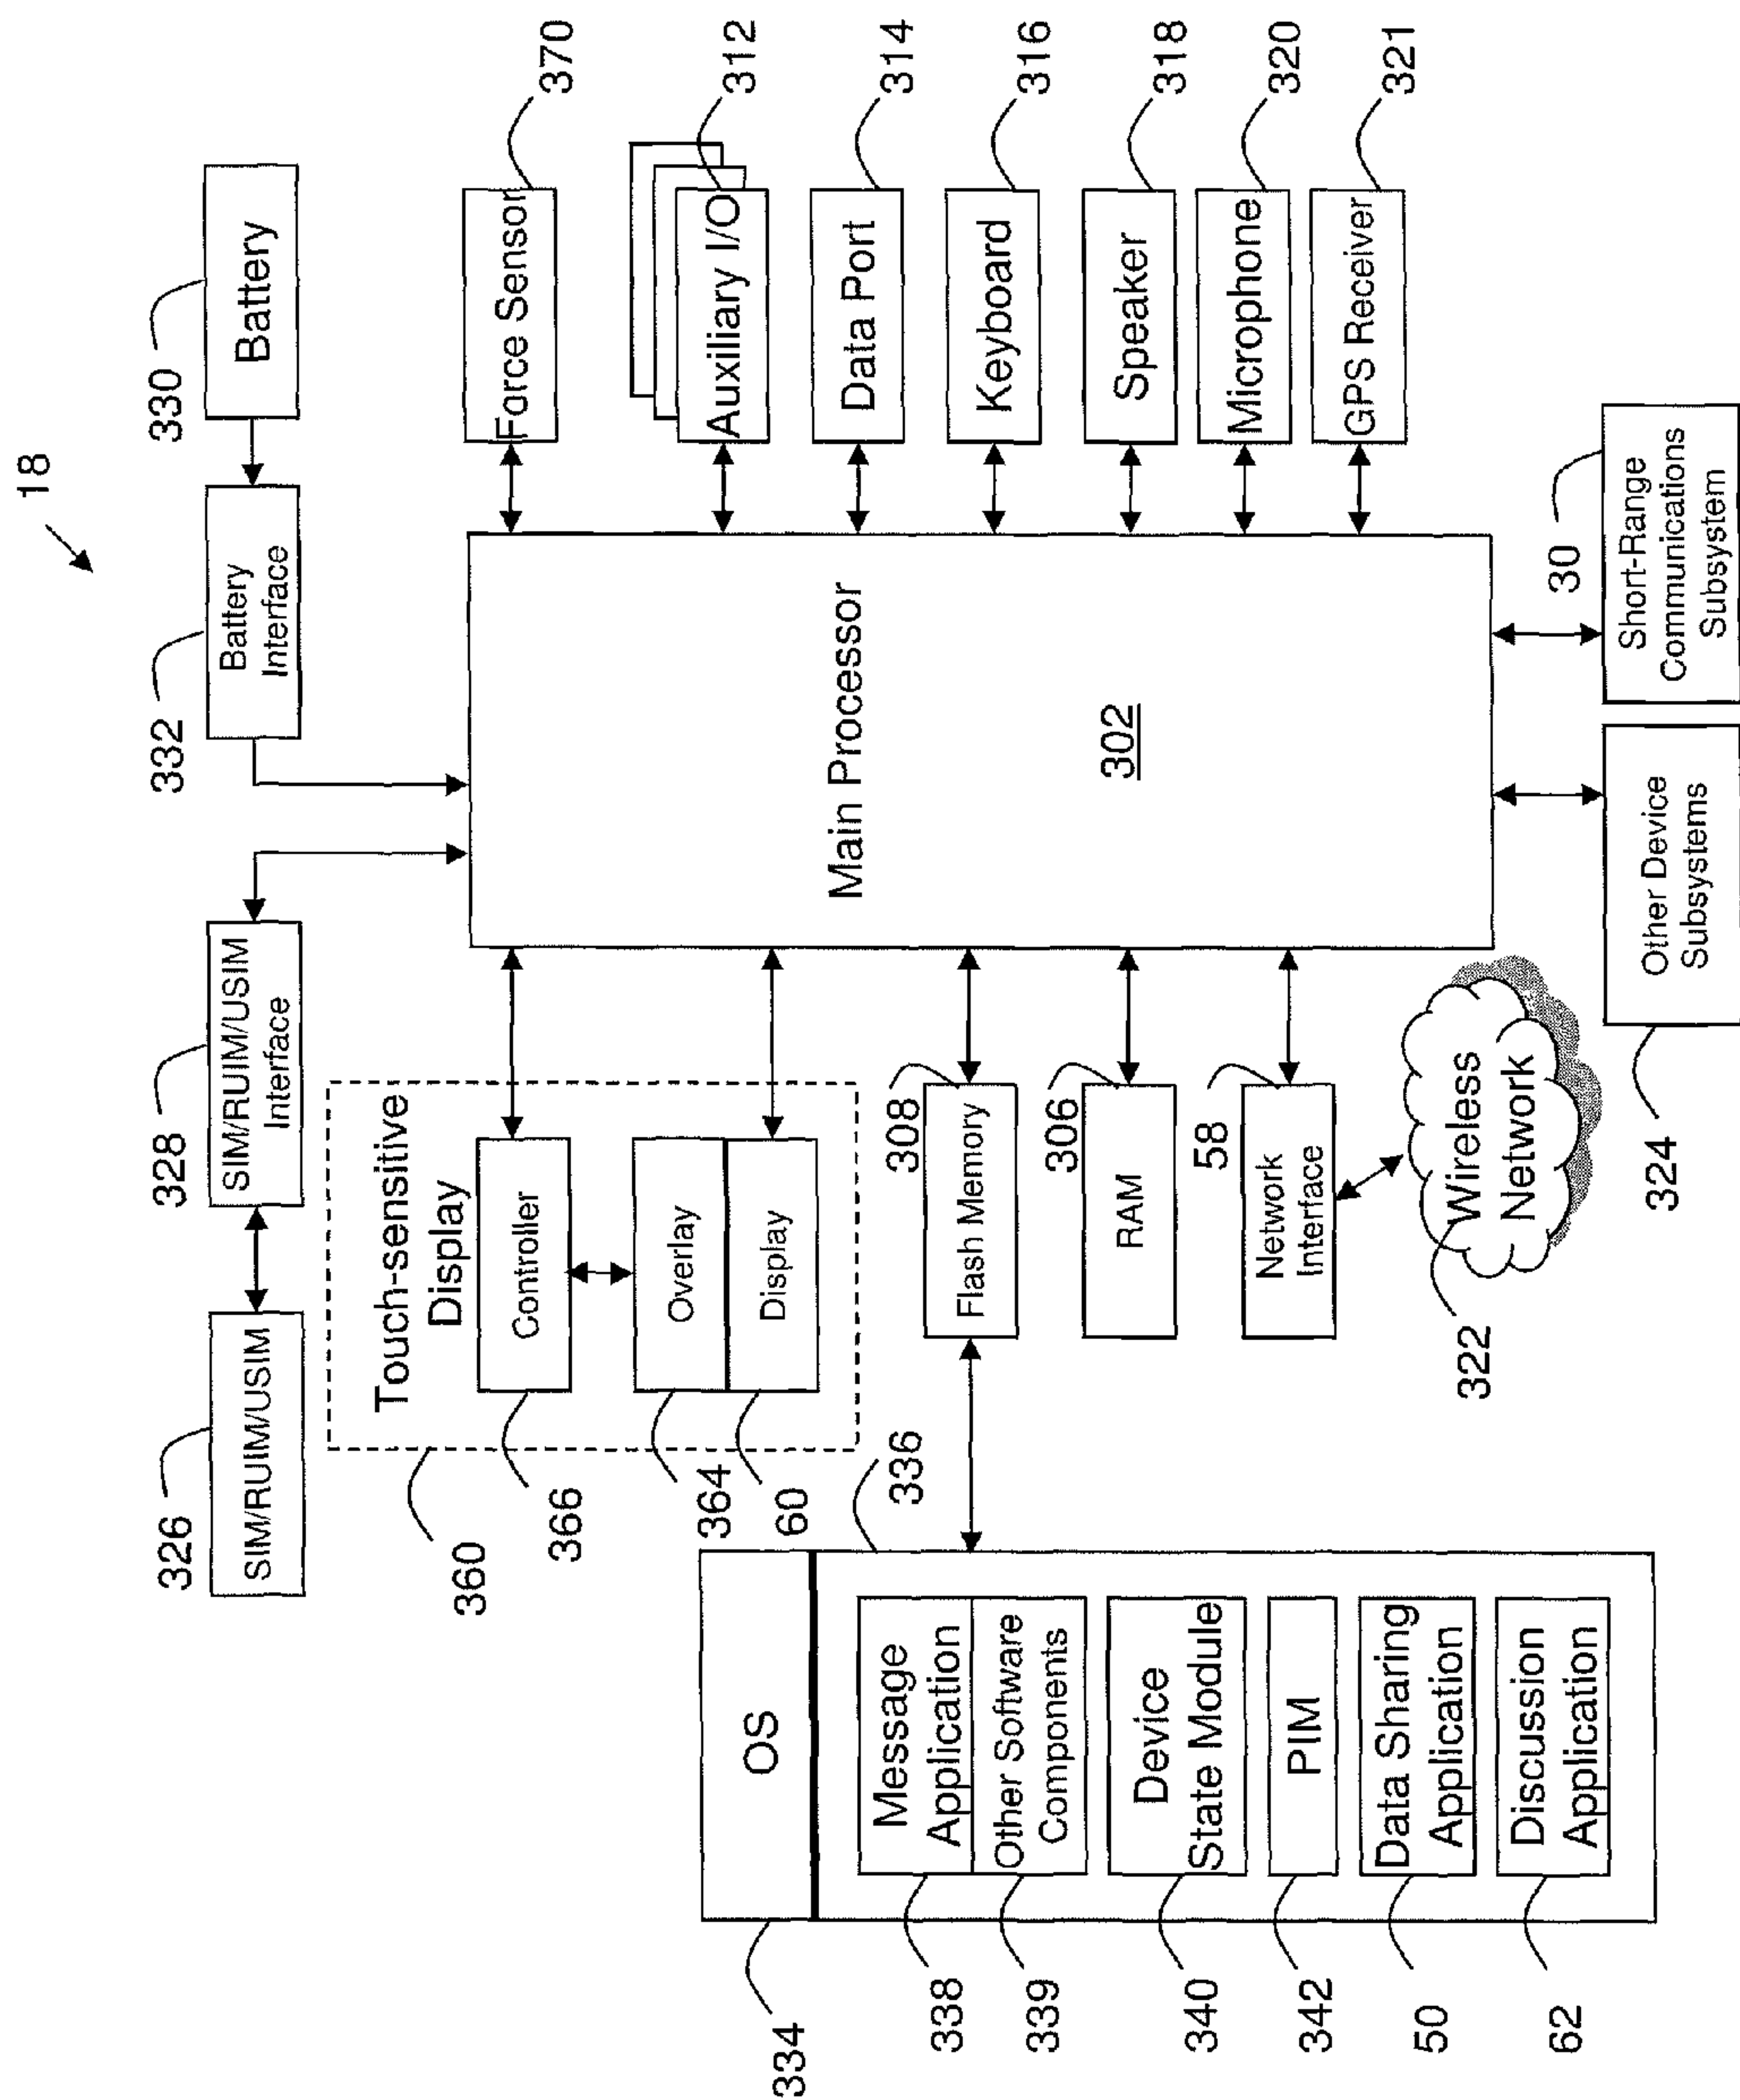 18
330
Battery
332
Battery
Interface
328
SIM/RUIM/USIM
Interface
326
SIM/RUIM/USIM
370
Force Sensor
312
Auxiliary I/O
314
Data Port
316
Keyboard
318
Speaker
320
Microphone
321
GPS Receiver
Main Processor
302
360
Touch-sensitive
Display
366
Controller
364
Overlay
60
Display
308
Flash Memory
306
RAM
58
Network
Interface
322
Wireless
Network
30
Short-Range
Communications
Subsystem
324
Other Device
Subsystems
334
OS
336
338
Message
Application
339
Other Software
Components
340
Device
State Module
342
PIM
50
Data Sharing
Application
62
Discussion
Application